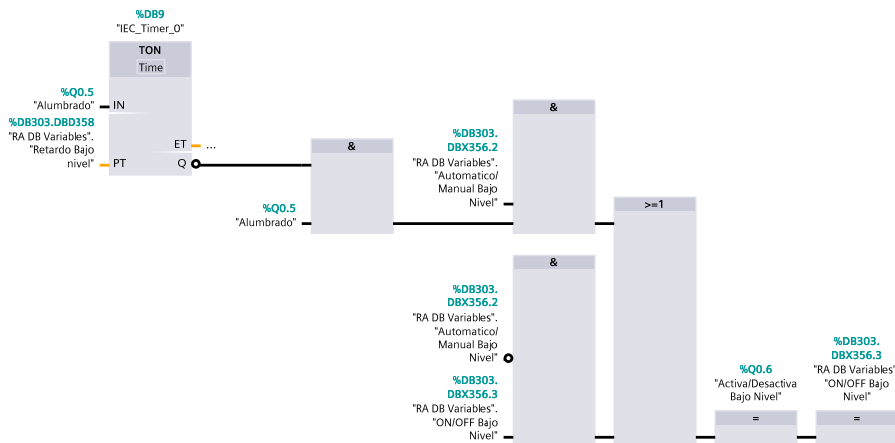 %DB9
"IEC_Timer_0"
TON
Time
%Q0.5
"Alumbrado"
IN
%DB303.DBD358
"RA DB Variables".
"Retardo Bajo
nivel"
PT
ET
...
Q
&
%Q0.5
"Alumbrado"
&
%DB303.
DBX356.2
"RA DB Variables".
"Automatico/
Manual Bajo
Nivel"
>=1
&
%DB303.
DBX356.2
"RA DB Variables".
"Automatico/
Manual Bajo
Nivel"
%DB303.
DBX356.3
"RA DB Variables".
"ON/OFF Bajo
Nivel"
%Q0.6
"Activa/Desactiva
Bajo Nivel"
=
%DB303.
DBX356.3
"RA DB Variables"
"ON/OFF Bajo
Nivel"
=